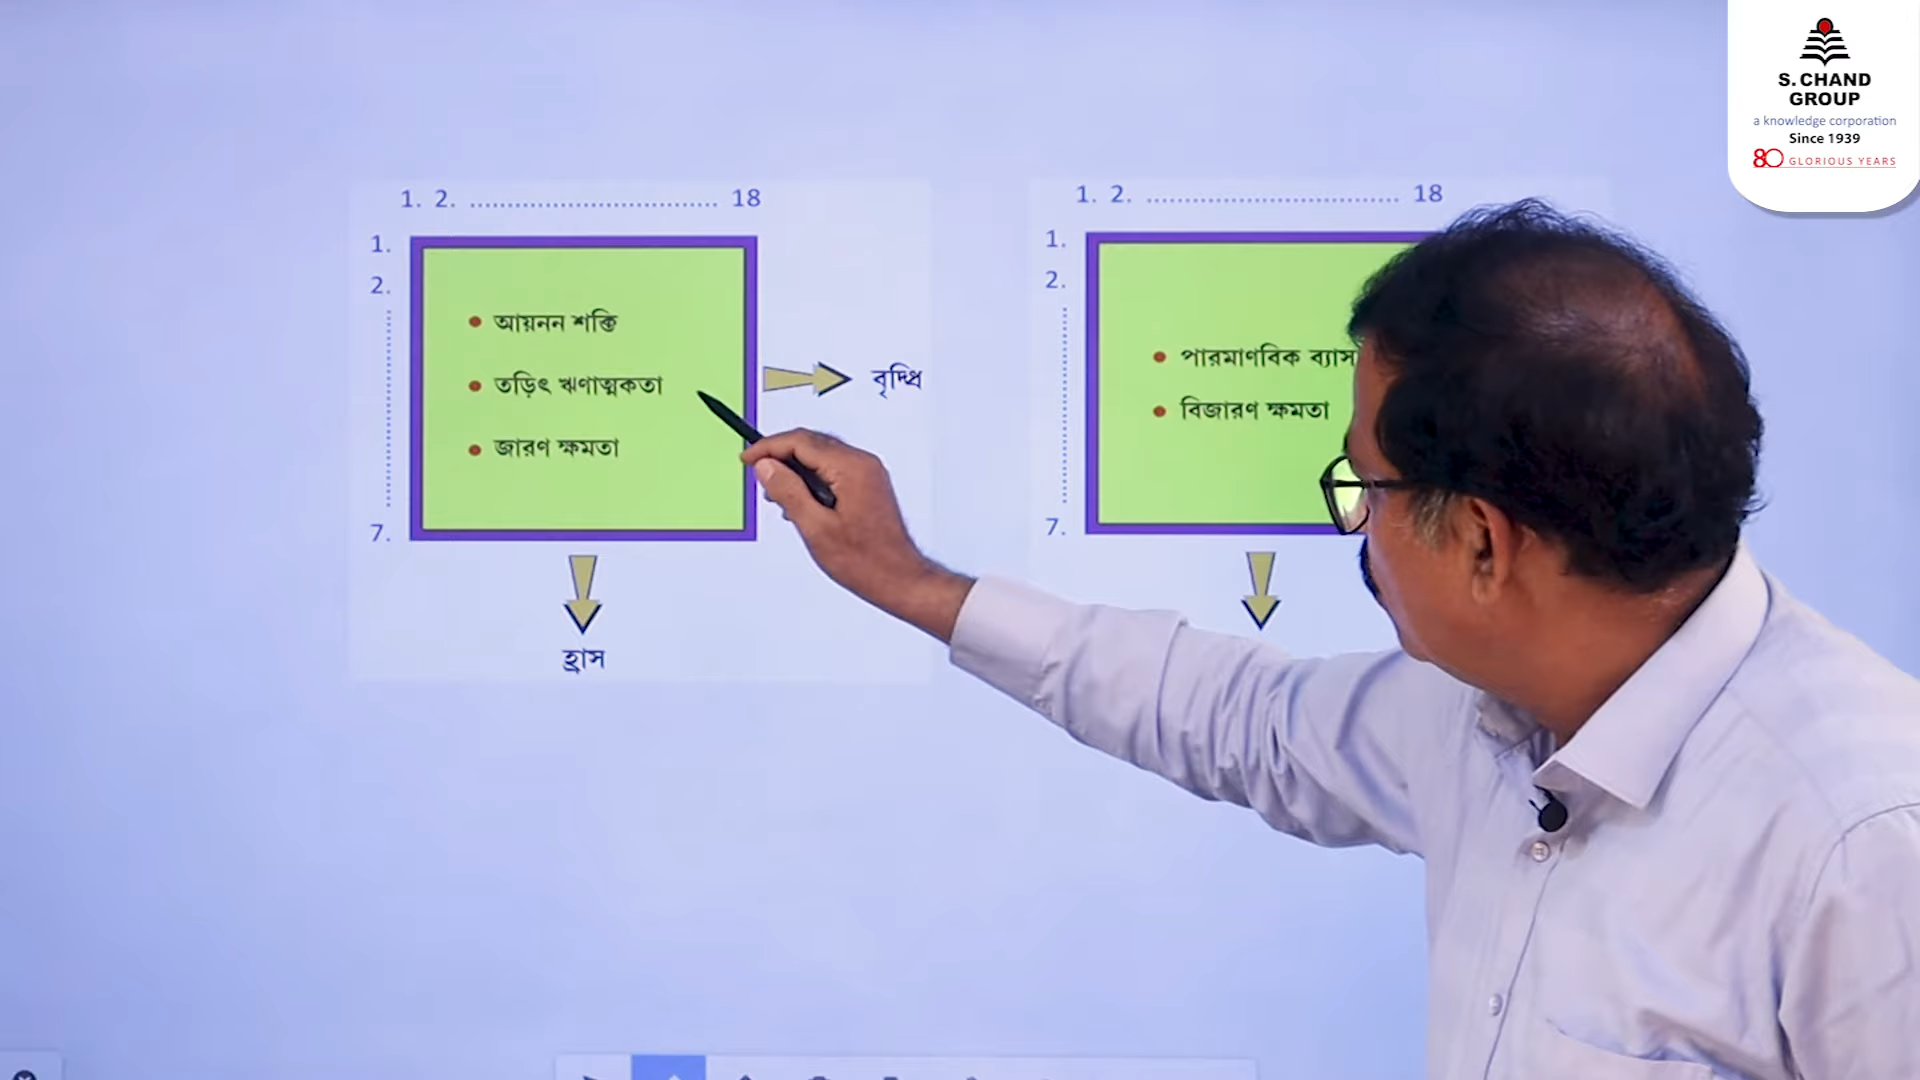 S. CHAND
GROUP
a knowledge corporation
Since 1939
80 GLORIOUS YEARS
1. 2. ................................ 18
1.
2.
7.
• আয়নন শক্তি
• তড়িৎ ঋণাত্মকতা
• জারণ ক্ষমতা
বৃদ্ধি
হ্রাস
1. 2. ................................ 18
1.
2.
7.
• পারমাণবিক ব্যাস
• বিজারণ ক্ষমতা